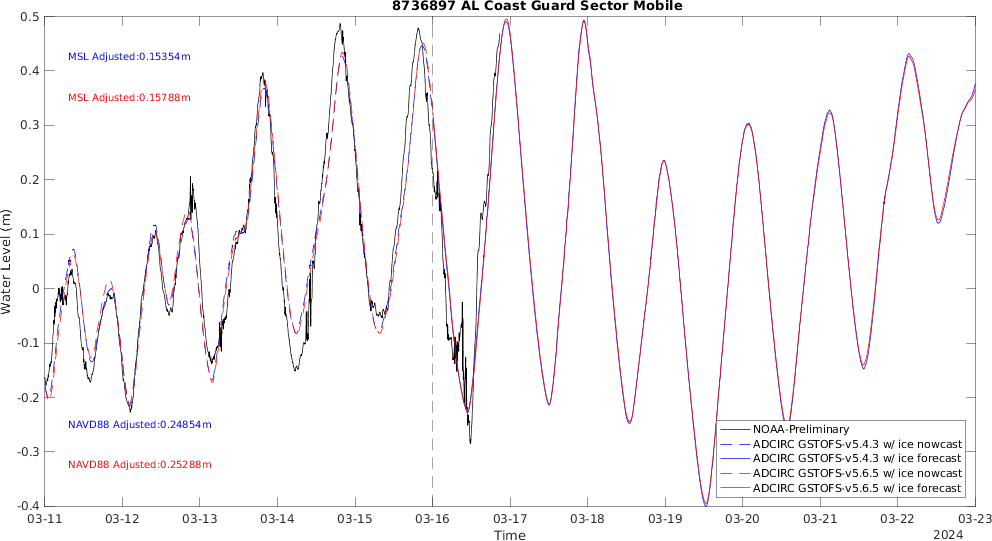 8736897 AL Coast Guard Sector Mobile
0.5
0.4
0.3
0.2
0.1
0
-0.1
-0.2
-0.3
-0.4
Water Level (m)
MSL Adjusted:0.15354m
MSL Adjusted:0.15788m
NAVD88 Adjusted:0.24854m
NAVD88 Adjusted:0.25288m
NOAA-Preliminary
ADCIRC GSTOFS-v5.4.3 w/ ice nowcast
ADCIRC GSTOFS-v5.4.3 w/ ice forecast
ADCIRC GSTOFS-v5.6.5 w/ ice nowcast
ADCIRC GSTOFS-v5.6.5 w/ ice forecast
03-11 03-12 03-13 03-14 03-15 03-16 03-17 03-18 03-19 03-20 03-21 03-22 03-23
Time
2024